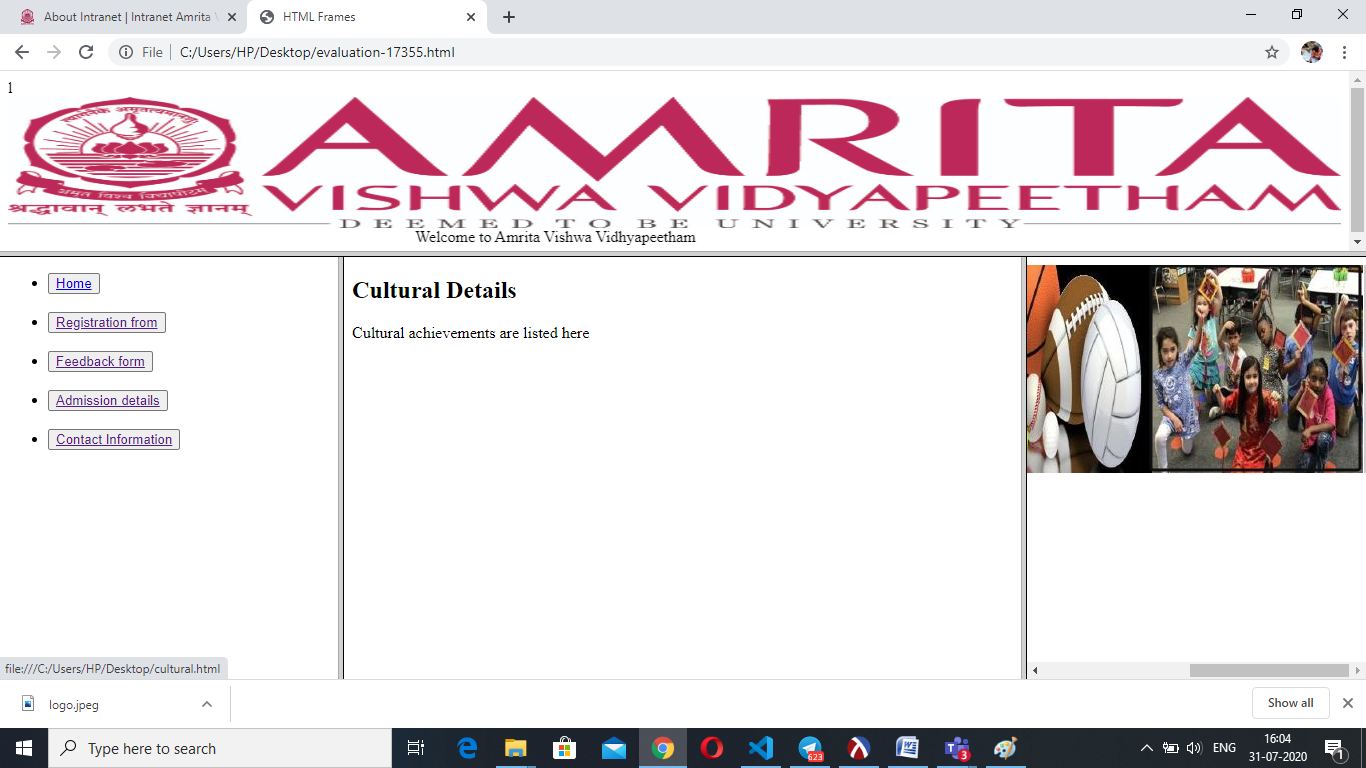 About Intranet | Intranet Amrita
HTML Frames
File
C:/Users/HP/Desktop/evaluation-17355.html
1
श्रद्धावान् लभते ज्ञानम्
AMRITA
VISHWA VIDYAPEETHAM
DEEMED TO BE UNIVERSITY
Welcome to Amrita Vishwa Vidhyapeetham
Home
Registration from
Feedback form
Admission details
Contact Information
Cultural Details
Cultural achievements are listed here
file:///C:/Users/HP/Desktop/cultural.html
logo.jpeg
Show all
Type here to search
623
3
ENG
16:04
31-07-2020
1